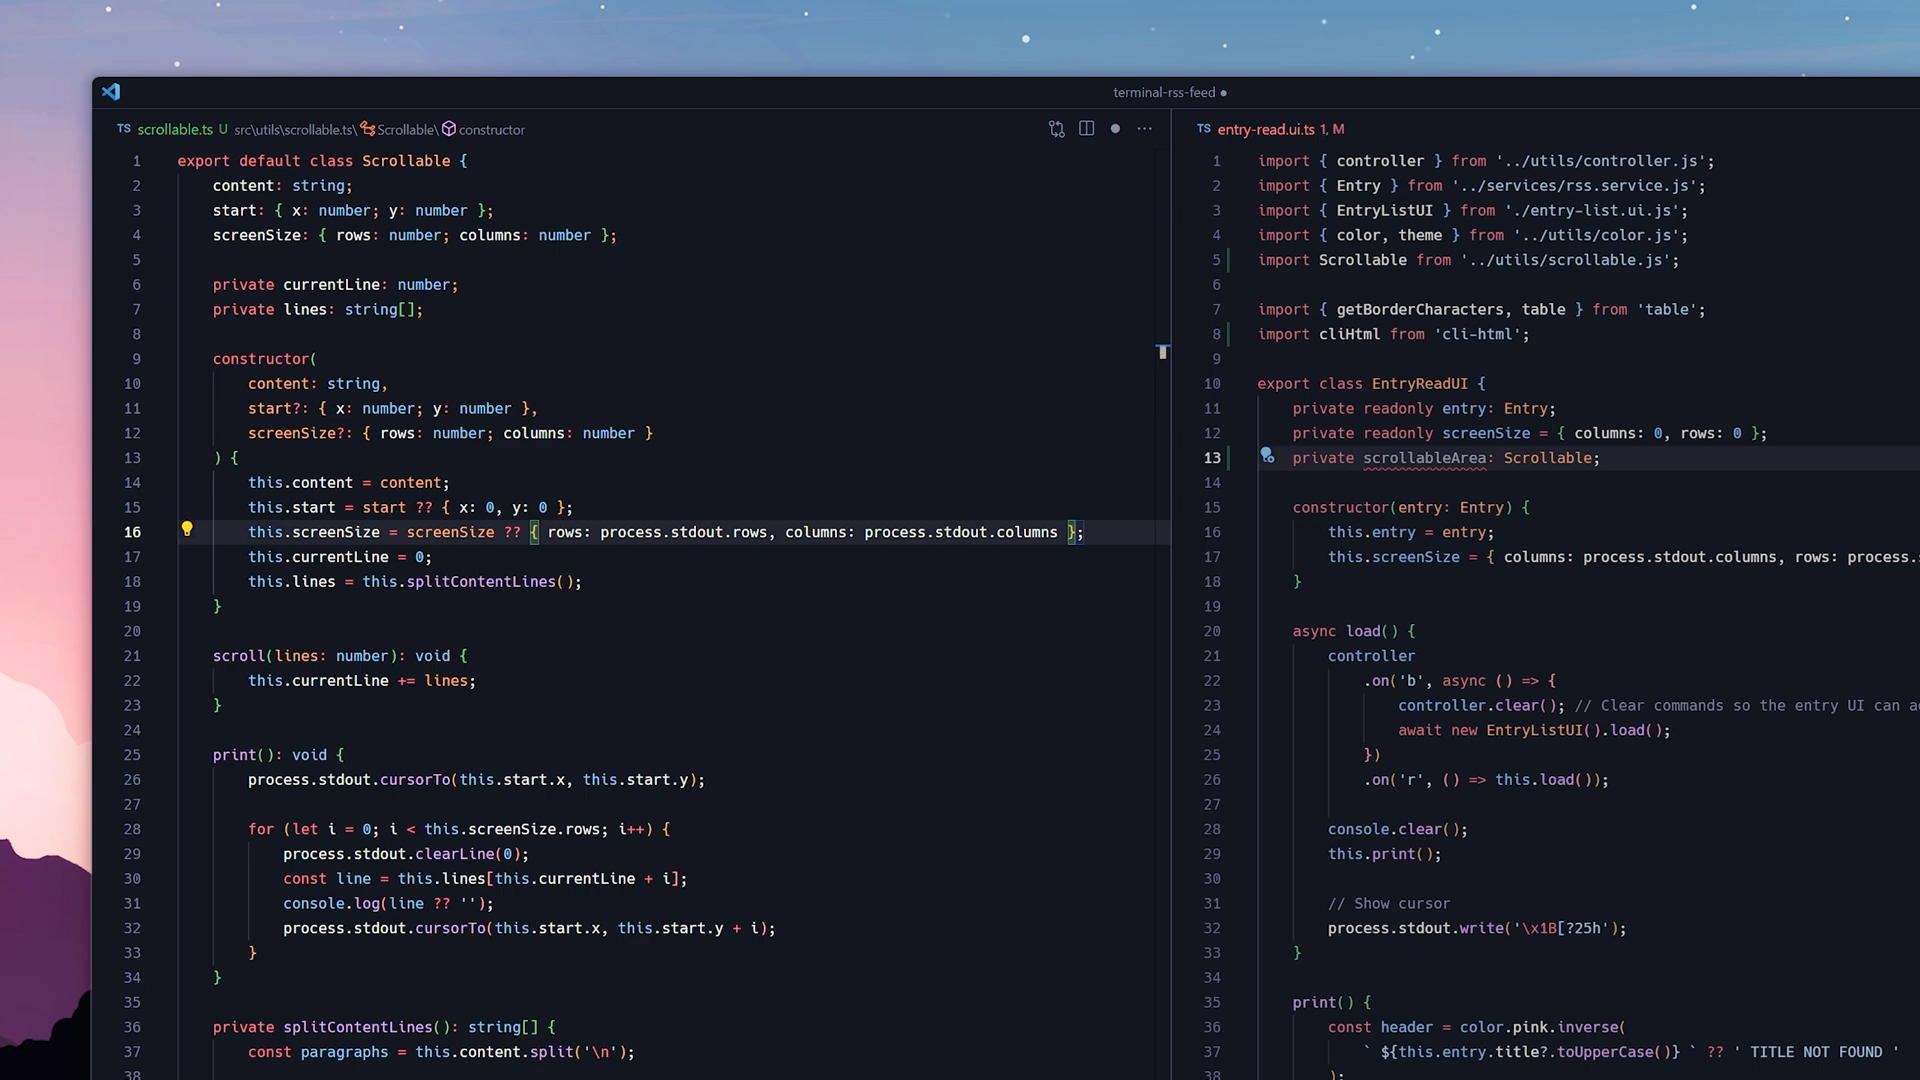 terminal-rss-feed ●
TS scrollable.ts U src\utils\scrollable.ts\ Scrollable\ constructor
1 export default class Scrollable {
2 content: string;
3 start: { x: number; y: number };
4 screenSize: { rows: number; columns: number };
5
6 private currentLine: number;
7 private lines: string[];
8
9 constructor(
10 content: string,
11 start?: { x: number; y: number },
12 screenSize?: { rows: number; columns: number }
13 ) {
14 this.content = content;
15 this.start = start ?? { x: 0, y: 0 };
16 this.screenSize = screenSize ?? { rows: process.stdout.rows, columns: process.stdout.columns };
17 this.currentLine = 0;
18 this.lines = this.splitContentLines();
19 }
20
21 scroll(lines: number): void {
22 this.currentLine += lines;
23 }
24
25 print(): void {
26 process.stdout.cursorTo(this.start.x, this.start.y);
27
28 for (let i = 0; i < this.screenSize.rows; i++) {
29 process.stdout.clearLine(0);
30 const line = this.lines[this.currentLine + i];
31 console.log(line ?? '');
32 process.stdout.cursorTo(this.start.x, this.start.y + i);
33 }
34 }
35
36 private splitContentLines(): string[] {
37 const paragraphs = this.content.split('\n');
38
TS entry-read.ui.ts 1, M
1 import { controller } from '../utils/controller.js';
2 import { Entry } from '../services/rss.service.js';
3 import { EntryListUI } from './entry-list.ui.js';
4 import { color, theme } from '../utils/color.js';
5 import Scrollable from '../utils/scrollable.js';
6
7 import { getBorderCharacters, table } from 'table';
8 import cliHtml from 'cli-html';
9
10 export class EntryReadUI {
11 private readonly entry: Entry;
12 private readonly screenSize = { columns: 0, rows: 0 };
13 private scrollableArea: Scrollable;
14
15 constructor(entry: Entry) {
16 this.entry = entry;
17 this.screenSize = { columns: process.stdout.columns, rows: process.
18 }
19
20 async load() {
21 controller
22 .on('b', async () => {
23 controller.clear(); // Clear commands so the entry UI can
24 await new EntryListUI().load();
25 })
26 .on('r', () => this.load());
27
28 console.clear();
29 this.print();
30
31 // Show cursor
32 process.stdout.write('\x1B[?25h');
33 }
34
35 print() {
36 const header = color.pink.inverse(
37 ` ${this.entry.title?.toUpperCase()} ` ?? ' TITLE NOT FOUND '
38 );